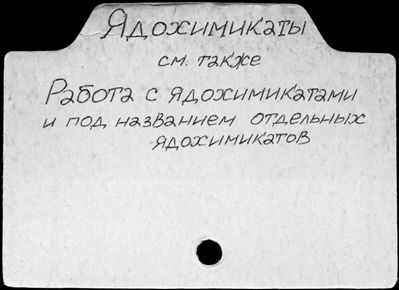 Ядохимикаты
см. также
Работа с ядохимикатами
и под названием отдельных
ядохимикатов